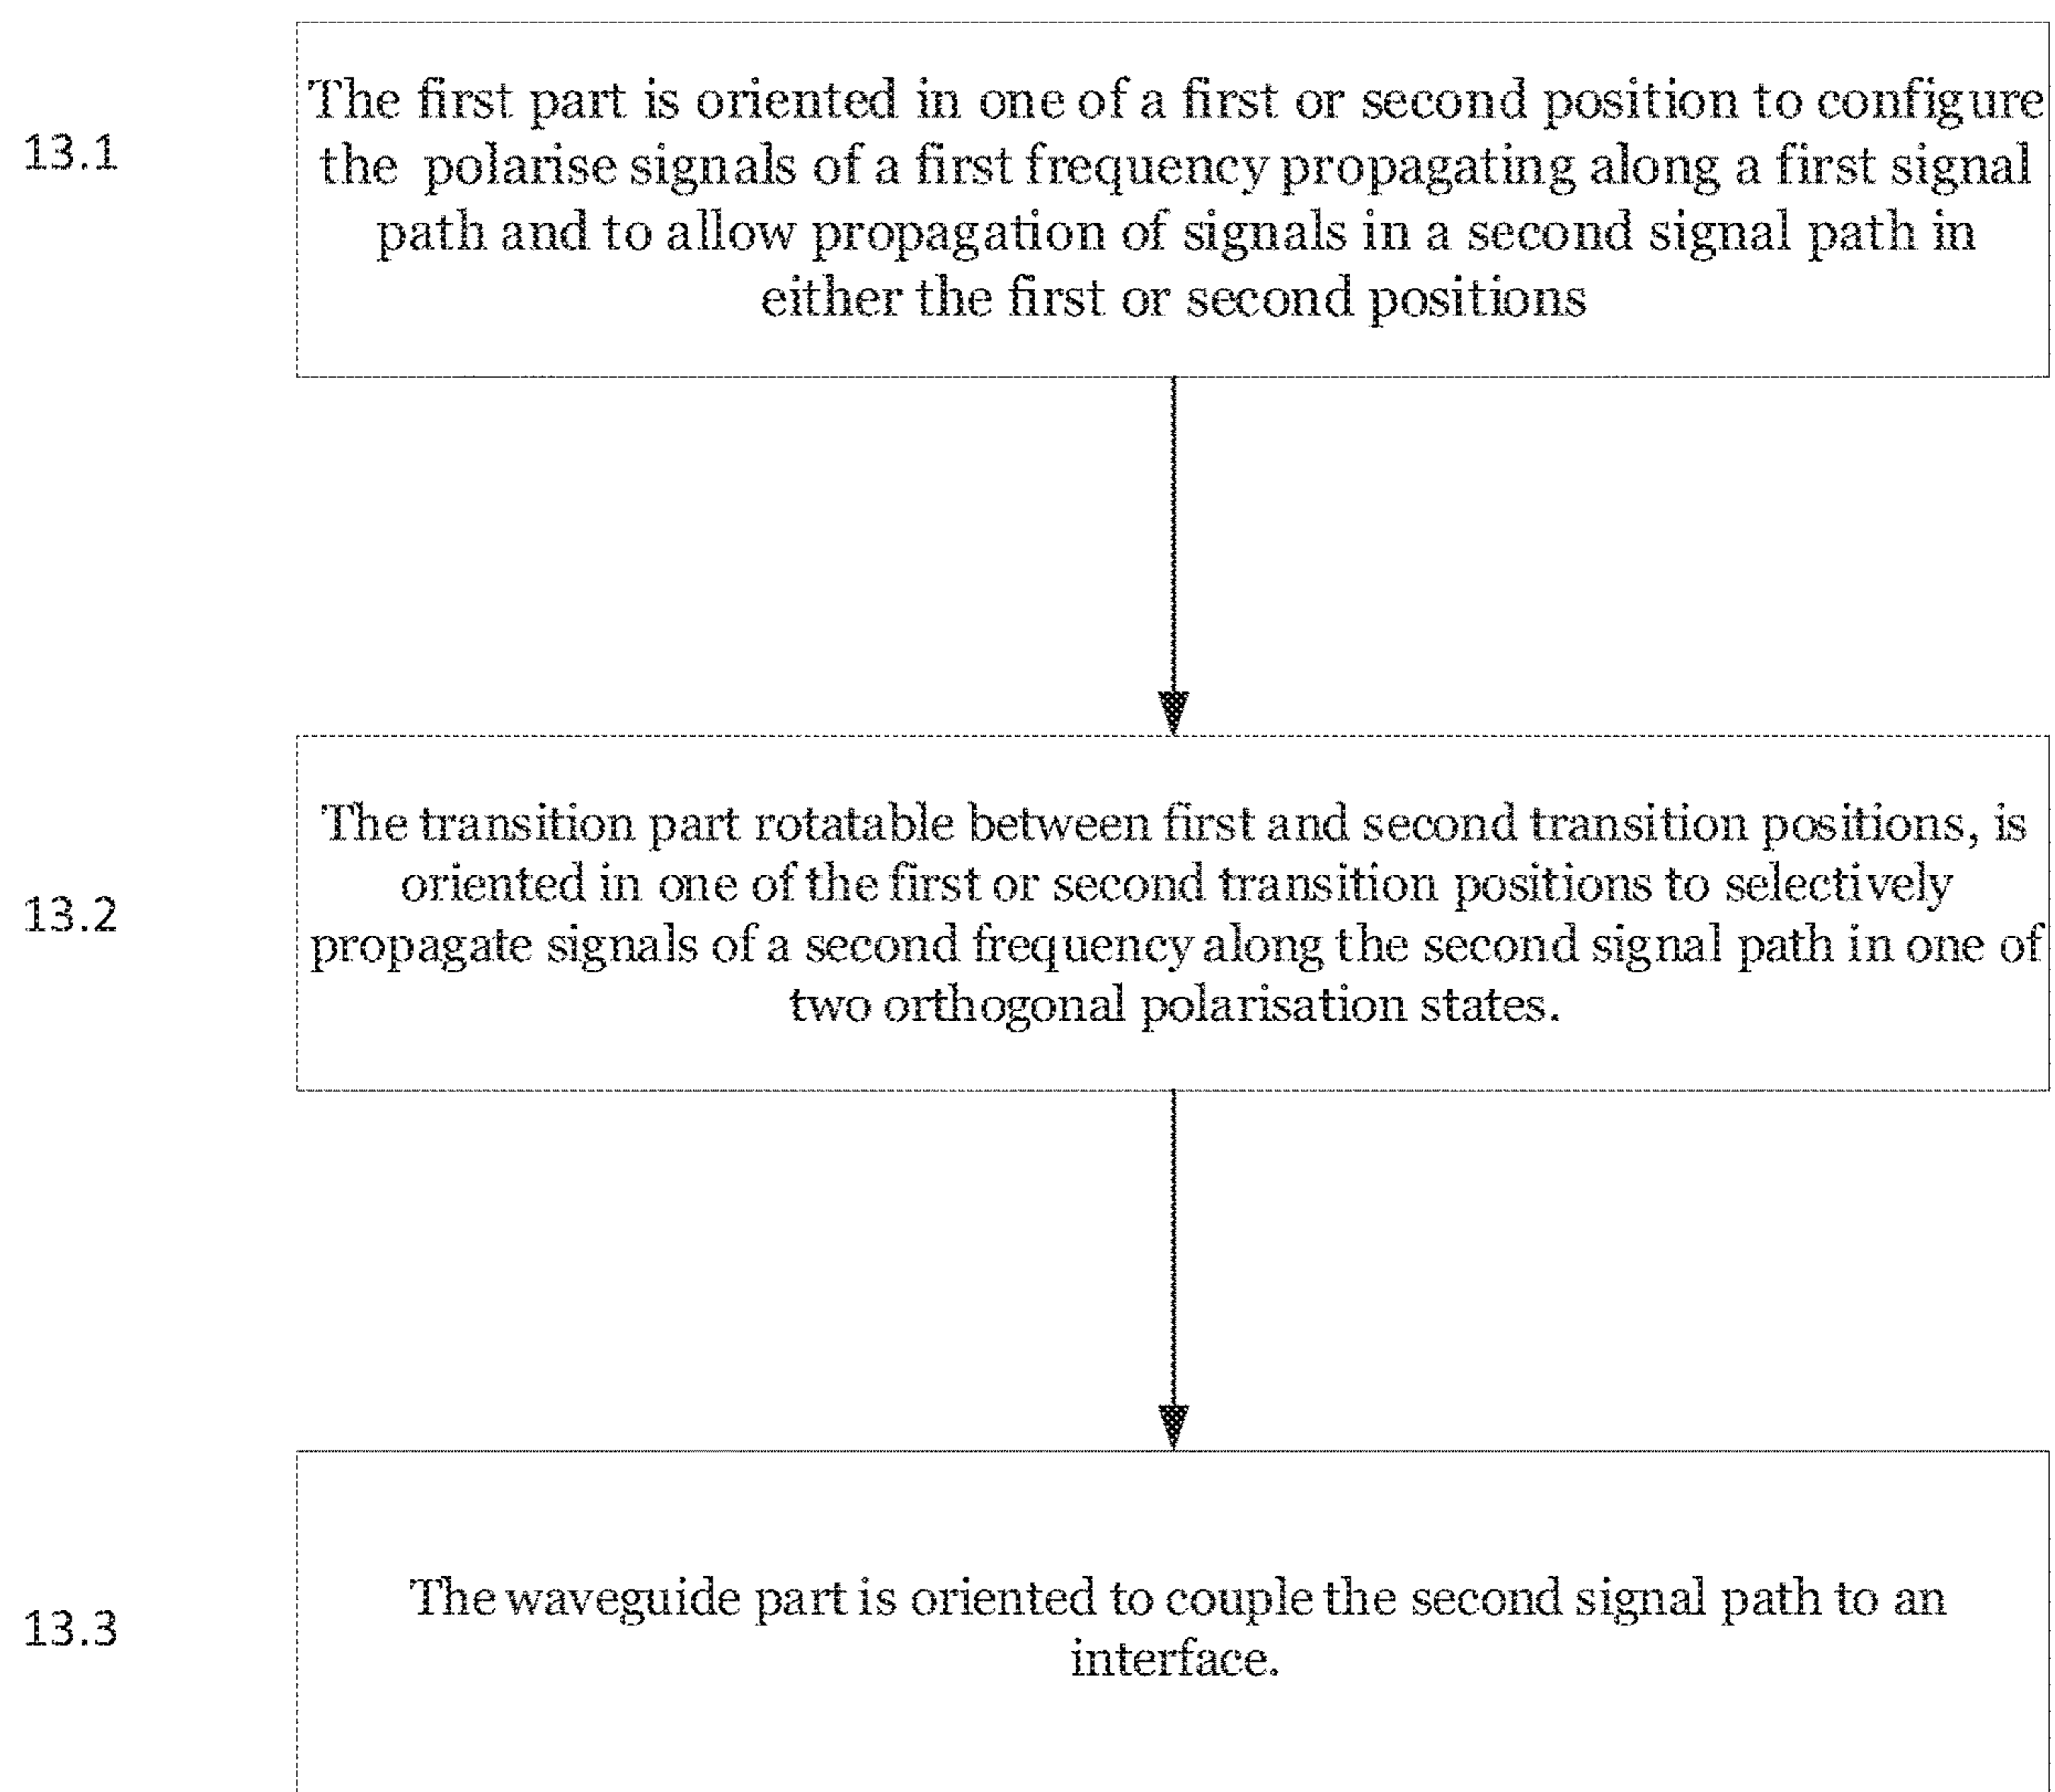 13.1
The first part is oriented in one of a first or second position to configure
the polarise signals of a first frequency propagating along a first signal
path and to allow propagation of signals in a second signal path in
either the first or second positions
13.2
The transition part rotatable between first and second transition positions, is
oriented in one of the first or second transition positions to selectively
propagate signals of a second frequency along the second signal path in one of
two orthogonal polarisation states.
13.3
The waveguide part is oriented to couple the second signal path to an
interface.